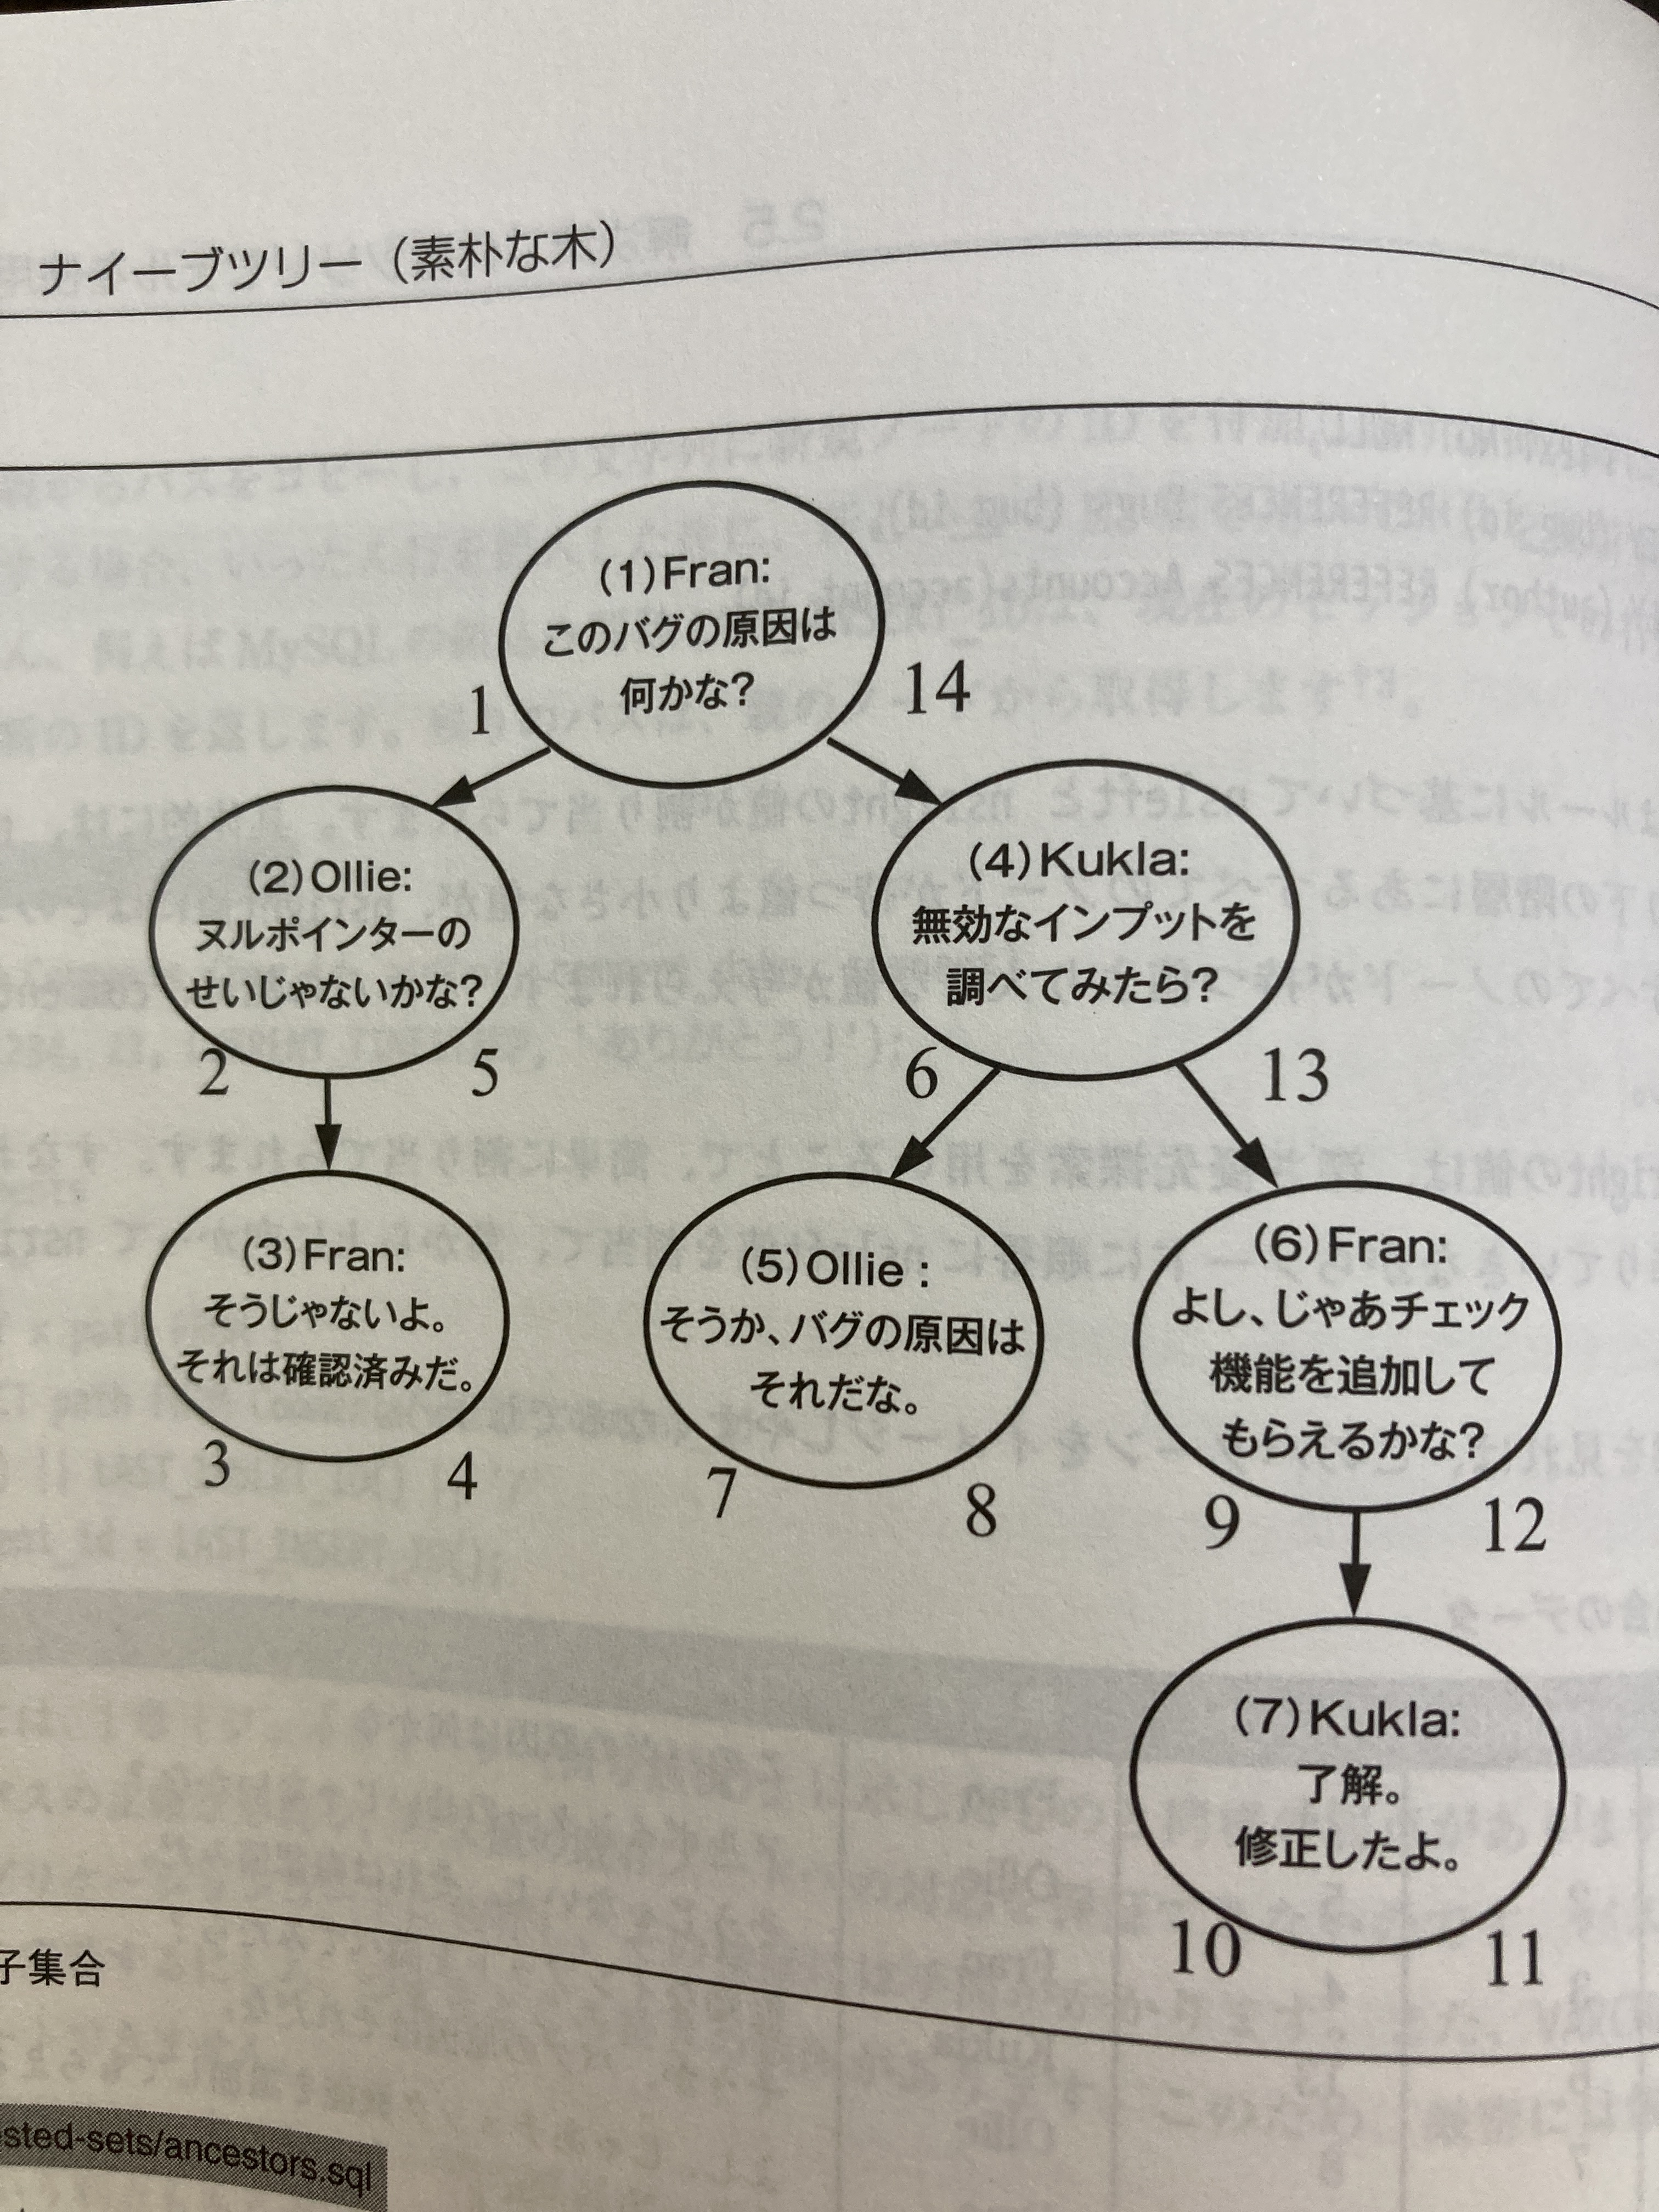 ナイーブツリー（素朴な木）
(1)Fran:
このバグの原因は
何かな?
1
14
(2)Ollie:
ヌルポインターの
せいじゃないかな?
2
5
(4)Kukla:
無効なインプットを
調べてみたら?
6
13
(3)Fran:
そうじゃないよ。
それは確認済みだ。
3
4
(5)Ollie :
そうか、バグの原因は
それだな。
7
8
(6)Fran:
よし、じゃあチェック
機能を追加して
もらえるかな?
9
12
(7)Kukla:
了解。
修正したよ。
10
11
子集合
sted-sets/ancestors.sql